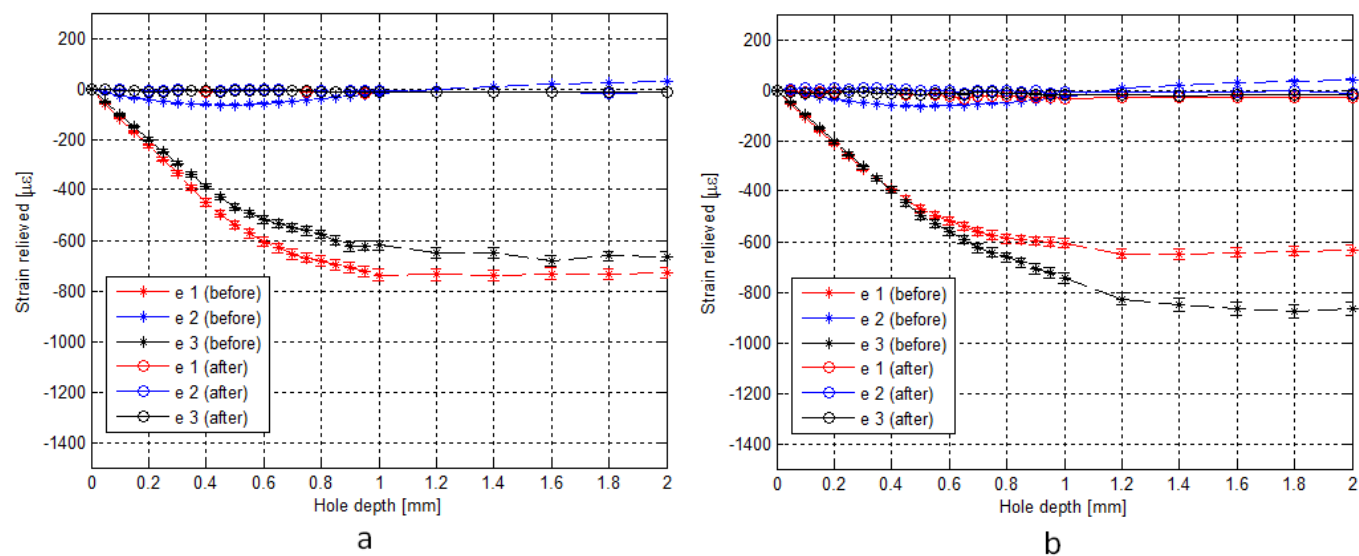 200
0
-200
-400
-600
-800
-1000
-1200
-1400
Strain relieved [µε]
e 1 (before)
e 2 (before)
e 3 (before)
e 1 (after)
e 2 (after)
e 3 (after)
0 0.2 0.4 0.6 0.8 1 1.2 1.4 1.6 1.8 2
Hole depth [mm]
a
200
0
-200
-400
-600
-800
-1000
-1200
-1400
Strain relieved [µε]
e 1 (before)
e 2 (before)
e 3 (before)
e 1 (after)
e 2 (after)
e 3 (after)
0 0.2 0.4 0.6 0.8 1 1.2 1.4 1.6 1.8 2
Hole depth [mm]
b